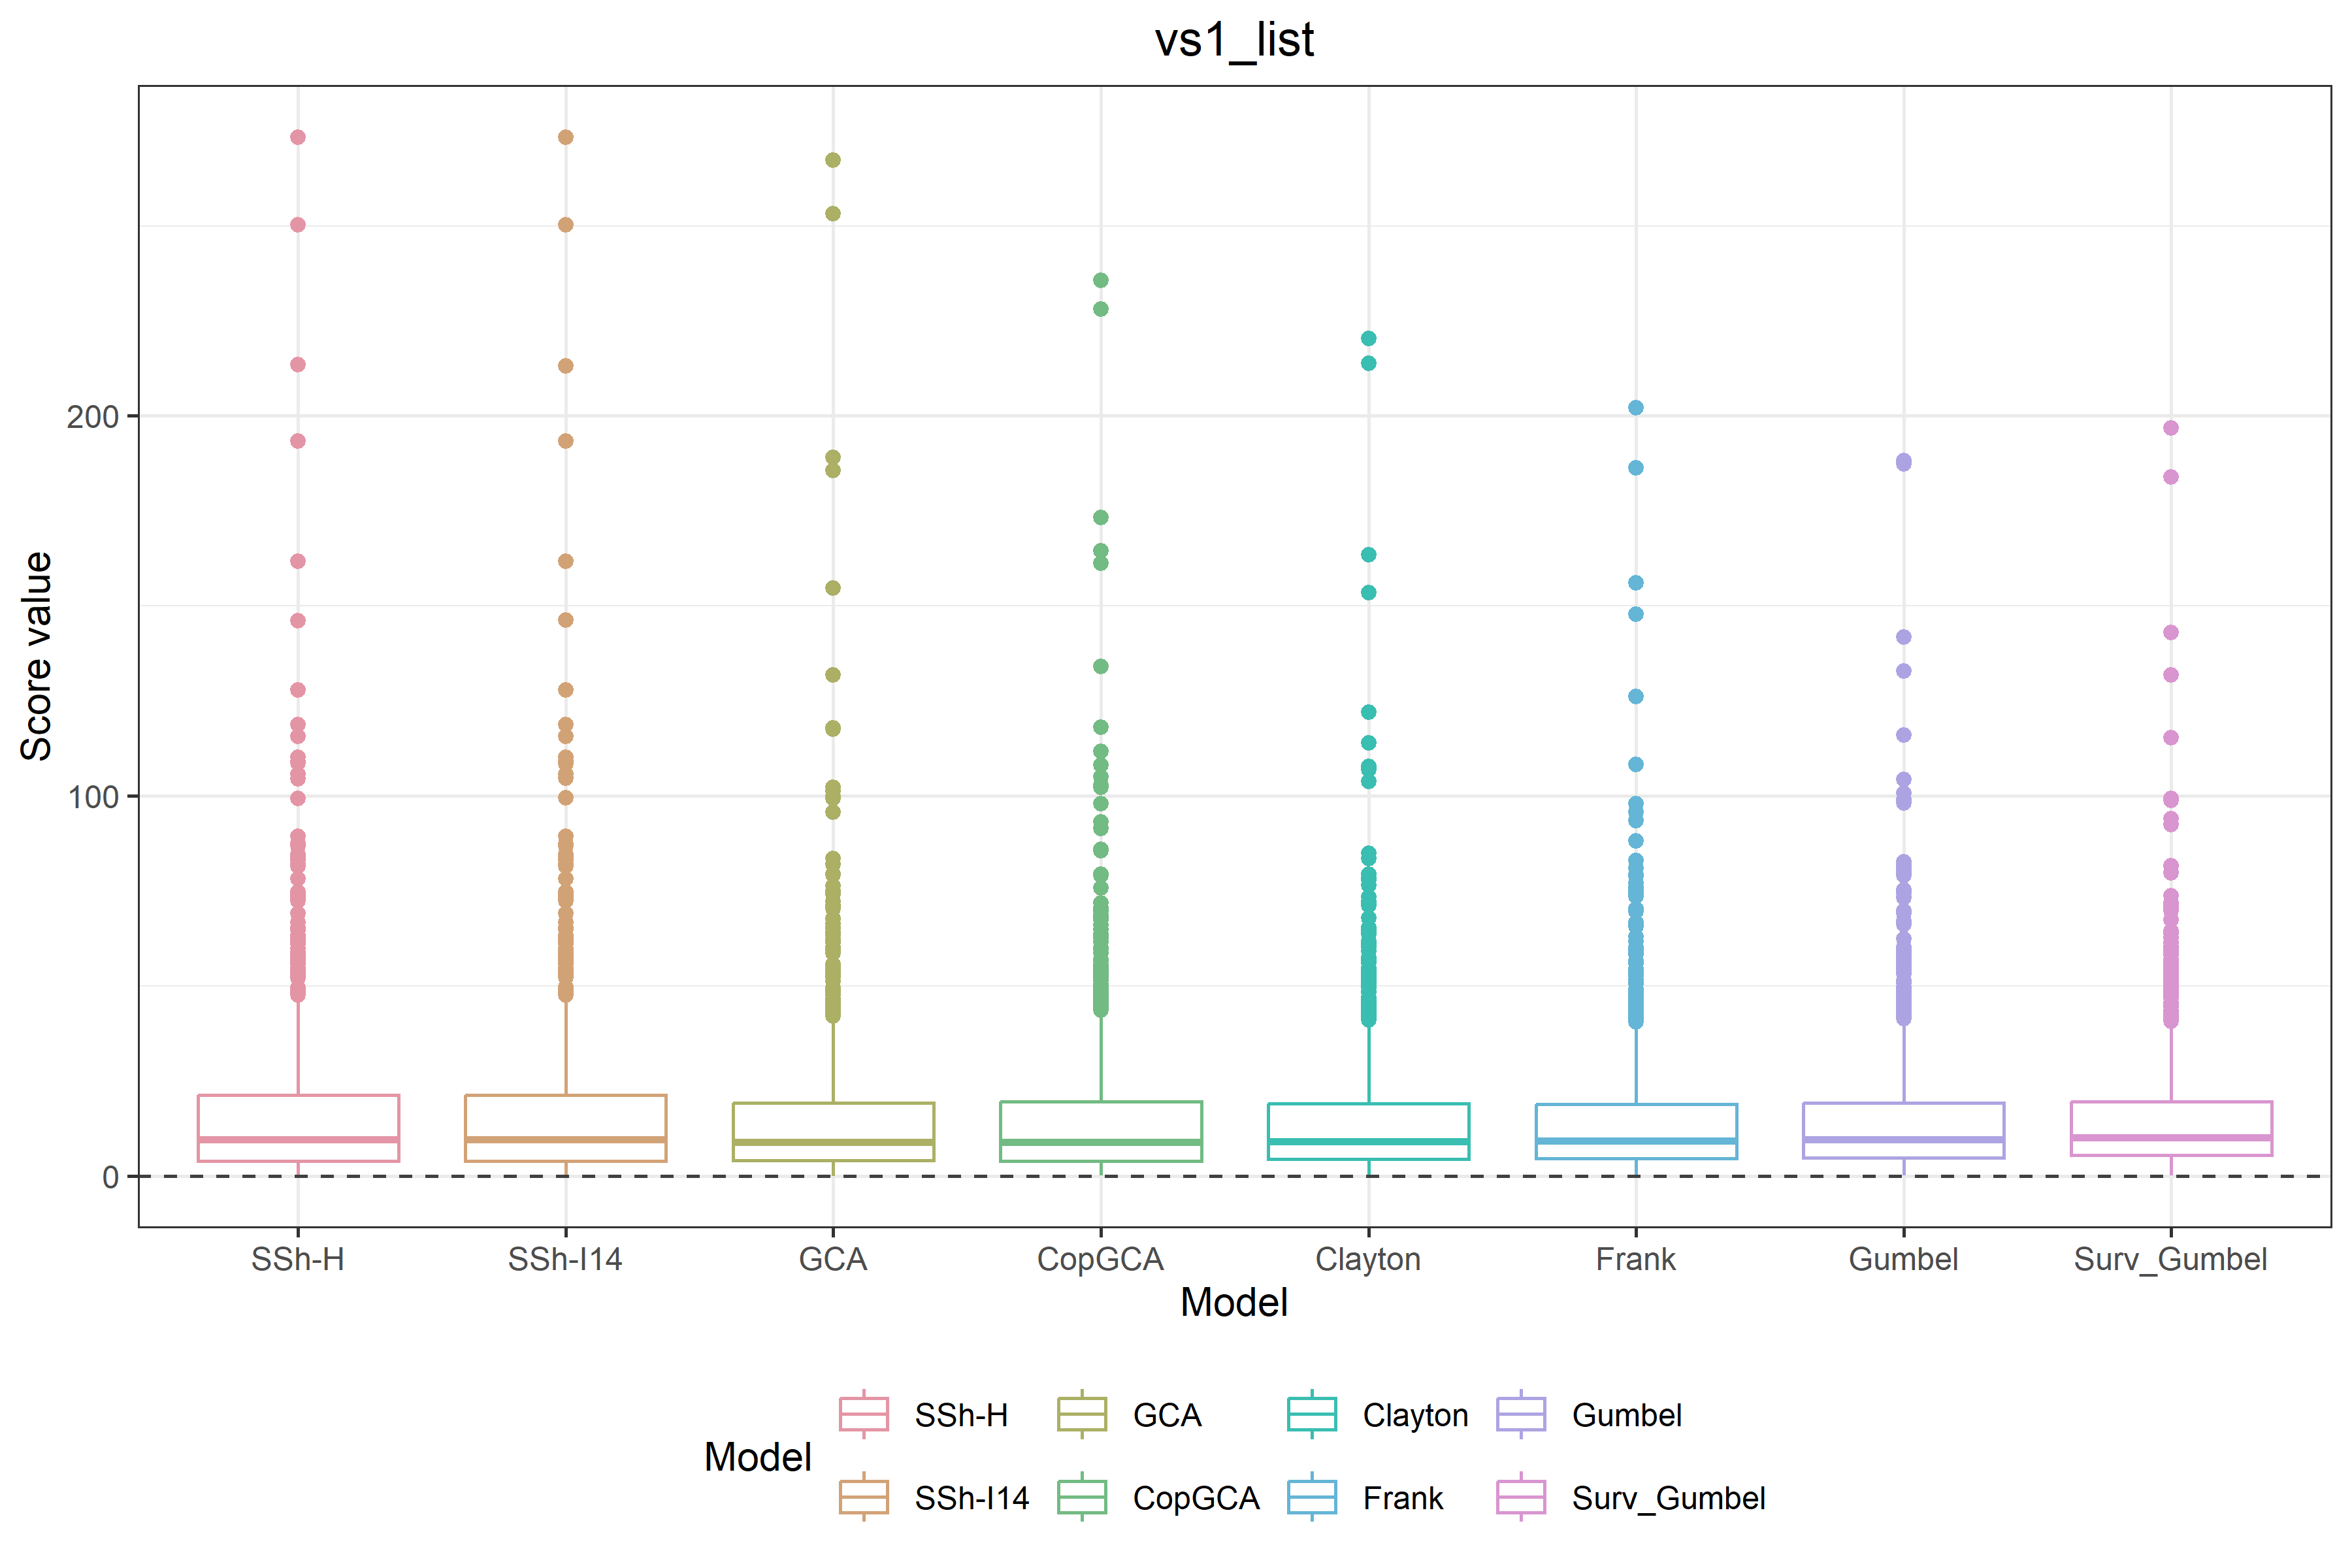 vs1_list
Score value
200
100
0
SSh-H SSh-I14 GCA CopGCA Clayton Frank Gumbel Surv_Gumbel
Model
Model
SSh-H GCA Clayton Gumbel
SSh-I14 CopGCA Frank Surv_Gumbel